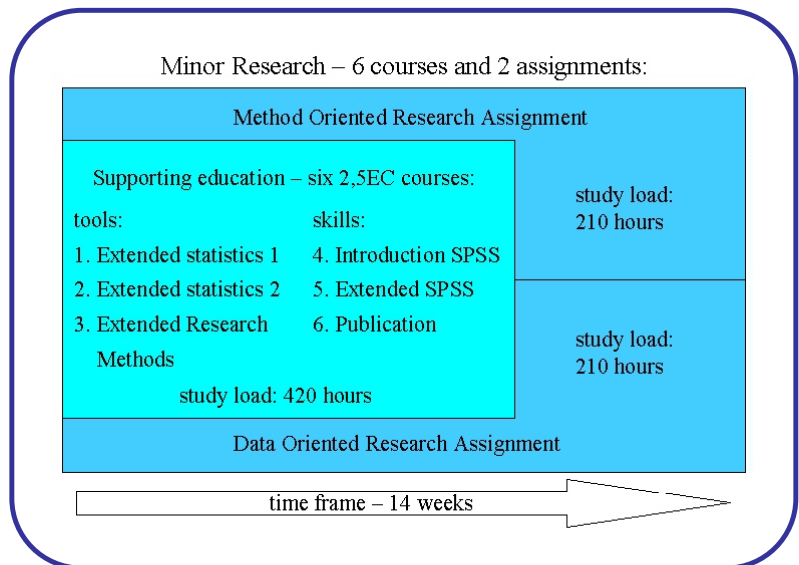 Minor Research – 6 courses and 2 assignments:
Method Oriented Research Assignment
Supporting education – six 2,5EC courses:
tools:
1. Extended statistics 1
2. Extended statistics 2
3. Extended Research
Methods
skills:
4. Introduction SPSS
5. Extended SPSS
6. Publication
study load: 420 hours
study load:
210 hours
study load:
210 hours
Data Oriented Research Assignment
time frame – 14 weeks